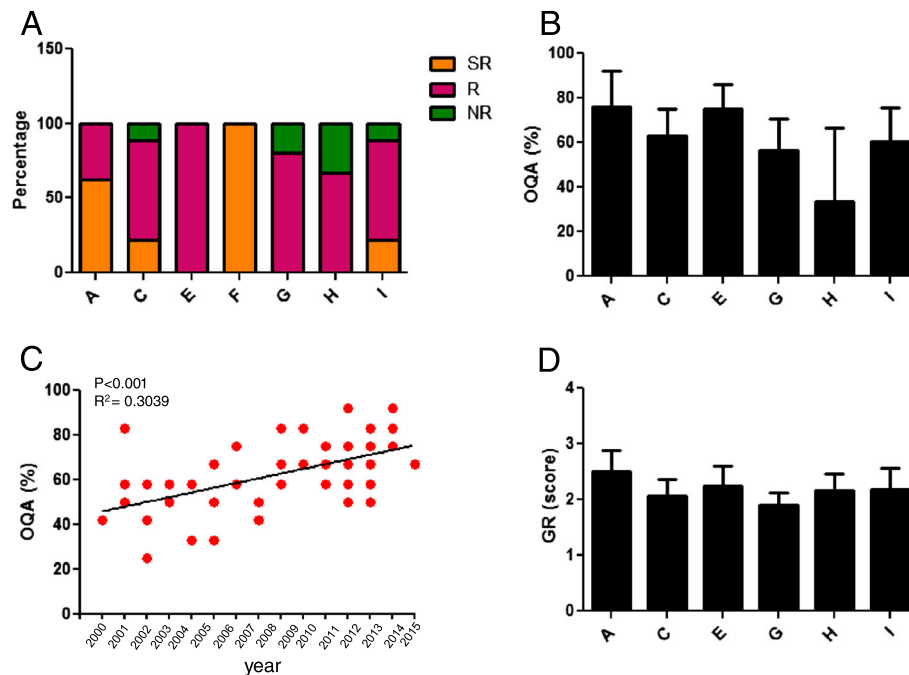 A
150
100
50
0
Percentage
A C E F G H I
SR
R
NR
B
100
80
60
40
20
0
OQA (%)
A C E G H I
C
P<0.001
R²= 0.3039
100
80
60
40
20
0
OQA (%)
2000 2001 2002 2003 2004 2005 2006 2007 2008 2009 2010 2011 2012 2013 2014 2015
year
D
4
3
2
1
0
GR (score)
A C E G H I